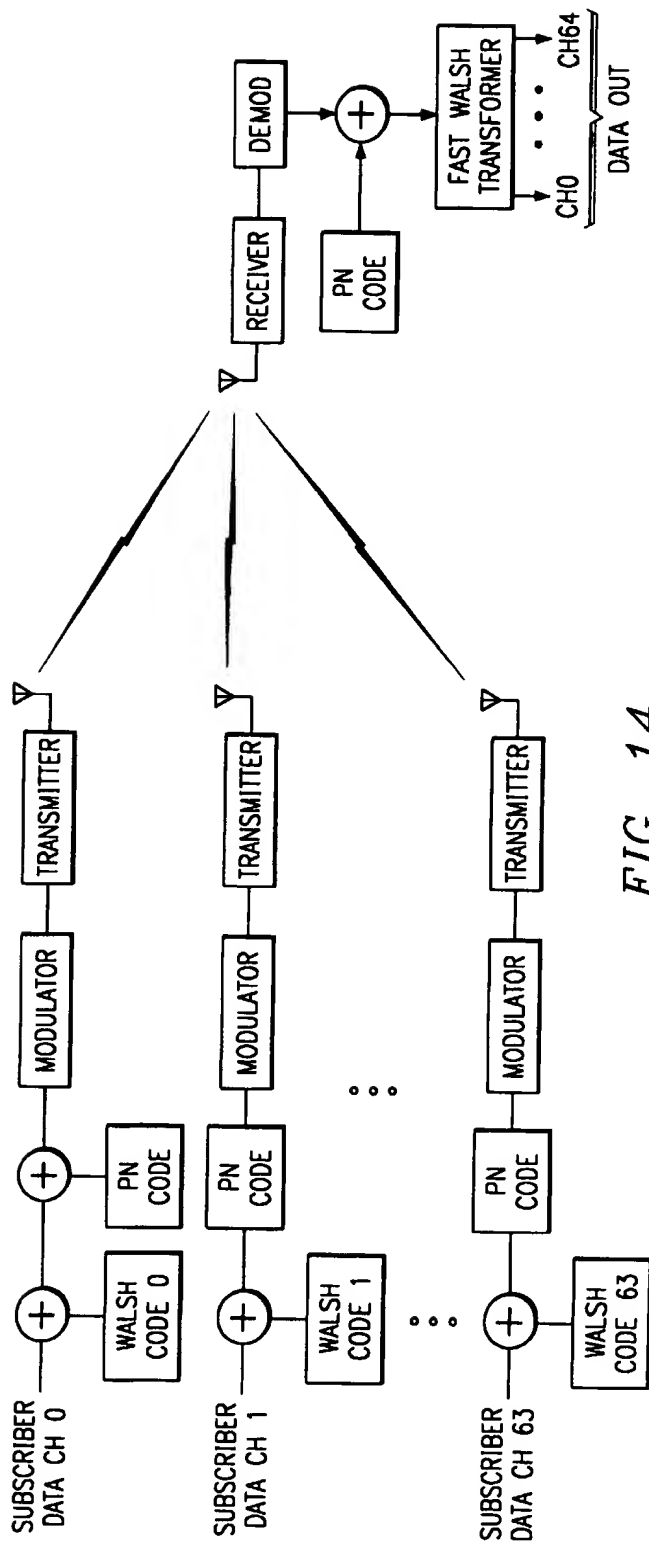 SUBSCRIBER
DATA CH 0
+
WALSH
CODE 0
+
PN
CODE
MODULATOR
TRANSMITTER
SUBSCRIBER
DATA CH 1
+
WALSH
CODE 1
PN
CODE
MODULATOR
TRANSMITTER
SUBSCRIBER
DATA CH 63
+
WALSH
CODE 63
PN
CODE
MODULATOR
TRANSMITTER
RECEIVER
DEMOD
PN
CODE
+
FAST WALSH
TRANSFORMER
CH0
CH64
DATA OUT
FIG. 14